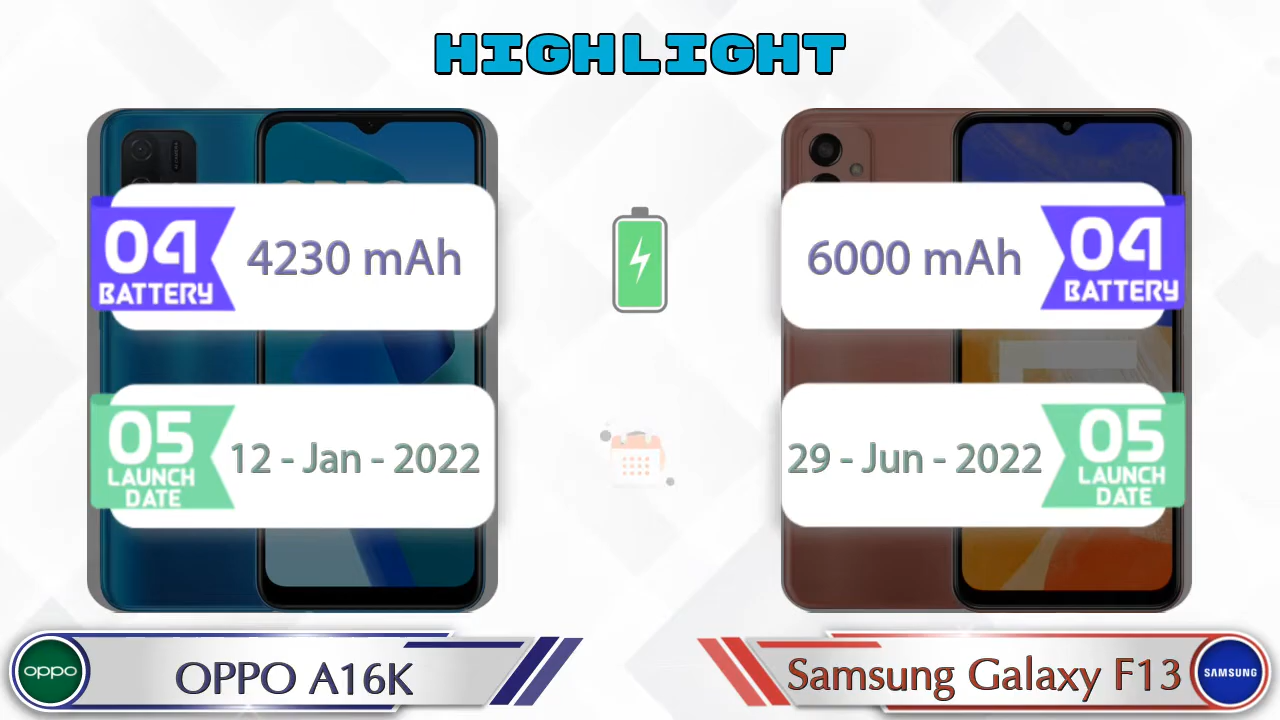 HIGHLIGHT
04
BATTERY
4230 mAh
6000 mAh
04
BATTERY
05
LAUNCH
DATE
12 - Jan - 2022
29 - Jun - 2022
05
LAUNCH
DATE
oppo
OPPO A16K
Samsung Galaxy F13
SAMSUNG